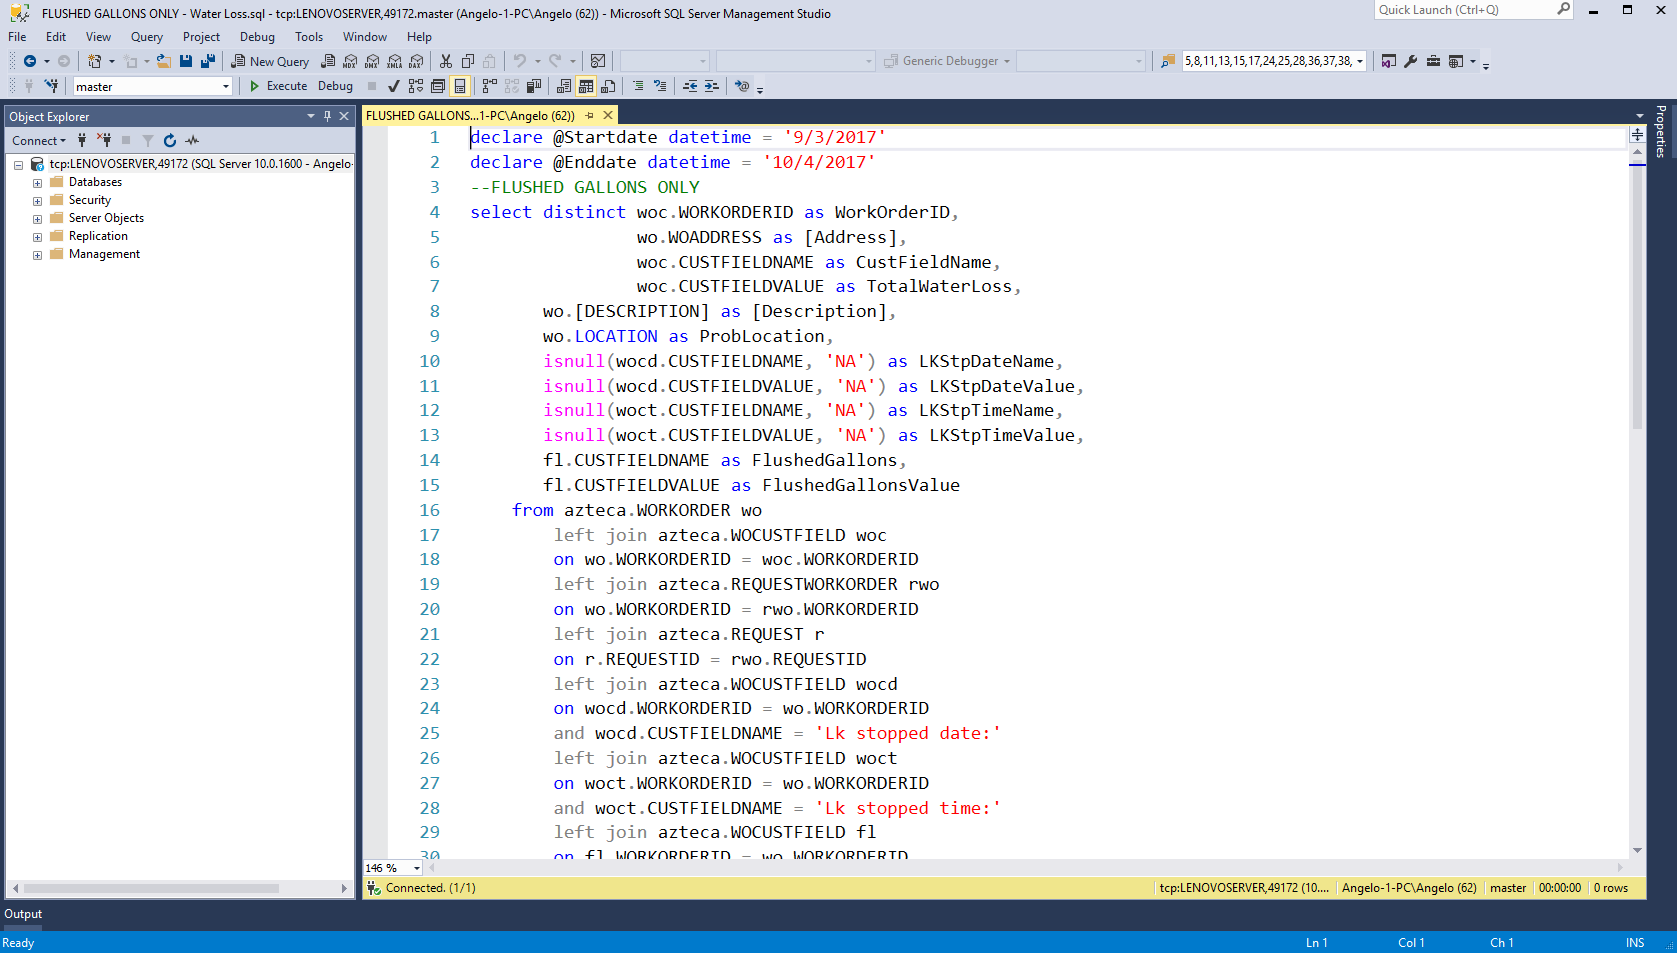 FLUSHED GALLONS ONLY - Water Loss.sql - tcp:LENOVOSERVER,49172.master (Angelo-1-PC\Angelo (62)) - Microsoft SQL Server Management Studio
Quick Launch (Ctrl+Q)
File Edit View Query Project Debug Tools Window Help
New Query
MDX DMX XMLA DAX
Generic Debugger
5,8,11,13,15,17,24,25,28,36,37,38,
master
Execute Debug
Object Explorer
Connect
tcp:LENOVOSERVER,49172 (SQL Server 10.0.1600 - Angelo-
Databases
Security
Server Objects
Replication
Management
FLUSHED GALLONS...1-PC\Angelo (62))
Properties
1 declare @Startdate datetime = '9/3/2017'
2 declare @Enddate datetime = '10/4/2017'
3 --FLUSHED GALLONS ONLY
4 select distinct woc.WORKORDERID as WorkOrderID,
5 wo.WOADDRESS as [Address],
6 woc.CUSTFIELDNAME as CustFieldName,
7 woc.CUSTFIELDVALUE as TotalWaterLoss,
8 wo.[DESCRIPTION] as [Description],
9 wo.LOCATION as ProbLocation,
10 isnull(wocd.CUSTFIELDNAME, 'NA') as LKStpDateName,
11 isnull(wocd.CUSTFIELDVALUE, 'NA') as LKStpDateValue,
12 isnull(woct.CUSTFIELDNAME, 'NA') as LKStpTimeName,
13 isnull(woct.CUSTFIELDVALUE, 'NA') as LKStpTimeValue,
14 fl.CUSTFIELDNAME as FlushedGallons,
15 fl.CUSTFIELDVALUE as FlushedGallonsValue
16 from azteca.WORKORDER wo
17 left join azteca.WOCUSTFIELD woc
18 on wo.WORKORDERID = woc.WORKORDERID
19 left join azteca.REQUESTWORKORDER rwo
20 on wo.WORKORDERID = rwo.WORKORDERID
21 left join azteca.REQUEST r
22 on r.REQUESTID = rwo.REQUESTID
23 left join azteca.WOCUSTFIELD wocd
24 on wocd.WORKORDERID = wo.WORKORDERID
25 and wocd.CUSTFIELDNAME = 'Lk stopped date:'
26 left join azteca.WOCUSTFIELD woct
27 on woct.WORKORDERID = wo.WORKORDERID
28 and woct.CUSTFIELDNAME = 'Lk stopped time:'
29 left join azteca.WOCUSTFIELD fl
30 on fl.WORKORDERID = wo.WORKORDERID
146 %
Connected. (1/1)
tcp:LENOVOSERVER,49172 (10.... Angelo-1-PC\Angelo (62) master 00:00:00 0 rows
Output
Ready
Ln 1 Col 1 Ch 1 INS